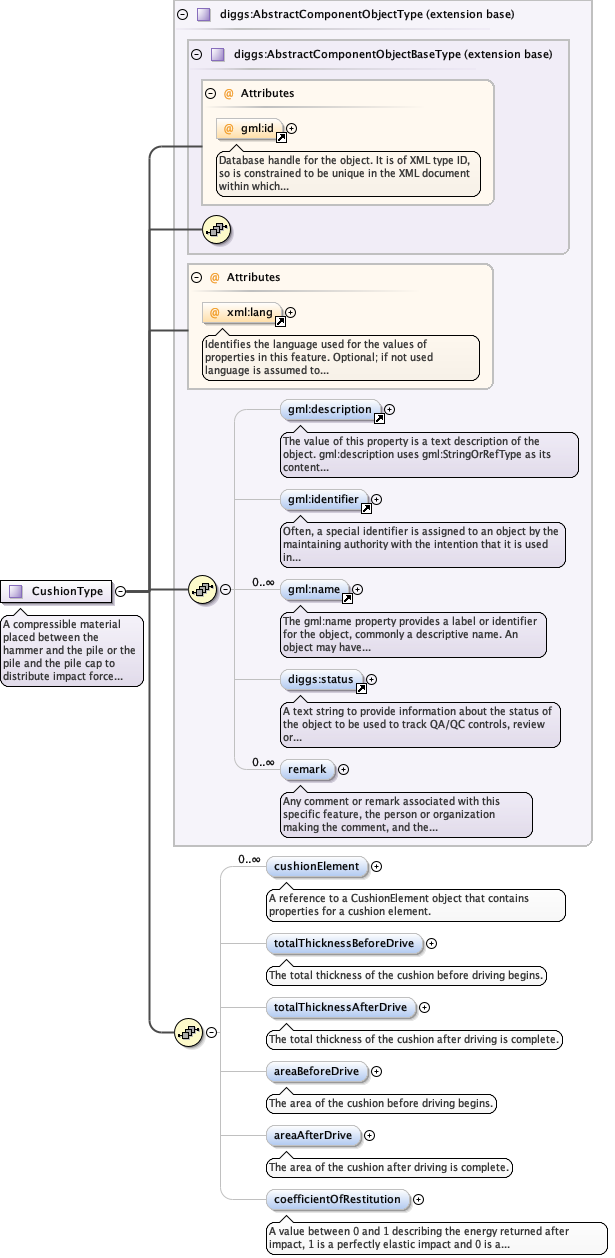 diggs:AbstractComponentObjectType (extension base)
diggs:AbstractComponentObjectBaseType (extension base)
@ Attributes
@ gml:id
Database handle for the object. It is of XML type ID,
so is constrained to be unique in the XML document
within which...
@ Attributes
@ xml:lang
Identifies the language used for the values of
properties in this feature. Optional; if not used
language is assumed to...
gml:description
The value of this property is a text description of the
object. gml:description uses gml:StringOrRefType as its
content...
gml:identifier
Often, a special identifier is assigned to an object by the
maintaining authority with the intention that it is used
in...
CushionType
A compressible material
placed between the
hammer and the pile or the
pile and the pile cap to
distribute impact force...
0..∞
gml:name
The gml:name property provides a label or identifier
for the object, commonly a descriptive name. An
object may have...
diggs:status
A text string to provide information about the status of
the object to be used to track QA/QC controls, review
or...
0..∞
remark
Any comment or remark associated with this
specific feature, the person or organization
making the comment, and the...
0..∞
cushionElement
A reference to a CushionElement object that contains
properties for a cushion element.
totalThicknessBeforeDrive
The total thickness of the cushion before driving begins.
totalThicknessAfterDrive
The total thickness of the cushion after driving is complete.
areaBeforeDrive
The area of the cushion before driving begins.
areaAfterDrive
The area of the cushion after driving is complete.
coefficientOfRestitution
A value between 0 and 1 describing the energy returned after
impact, 1 is a perfectly elastic impact and 0 is a...